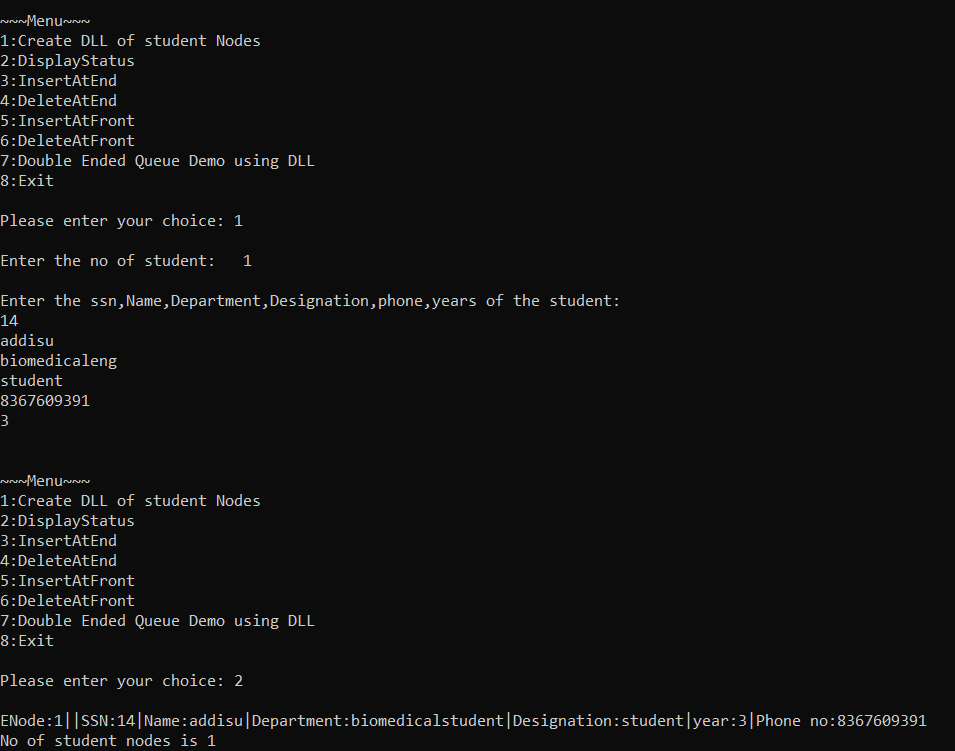 ~~~Menu~~~
1:Create DLL of student Nodes
2:DisplayStatus
3:InsertAtEnd
4:DeleteAtEnd
5:InsertAtFront
6:DeleteAtFront
7:Double Ended Queue Demo using DLL
8:Exit
Please enter your choice: 1
Enter the no of student:   1
Enter the ssn,Name,Department,Designation,phone,years of the student:
14
addisu
biomedicaleng
student
8367609391
3
~~~Menu~~~
1:Create DLL of student Nodes
2:DisplayStatus
3:InsertAtEnd
4:DeleteAtEnd
5:InsertAtFront
6:DeleteAtFront
7:Double Ended Queue Demo using DLL
8:Exit
Please enter your choice: 2
ENode:1||SSN:14|Name:addisu|Department:biomedicalstudent|Designation:student|year:3|Phone no:8367609391
No of student nodes is 1